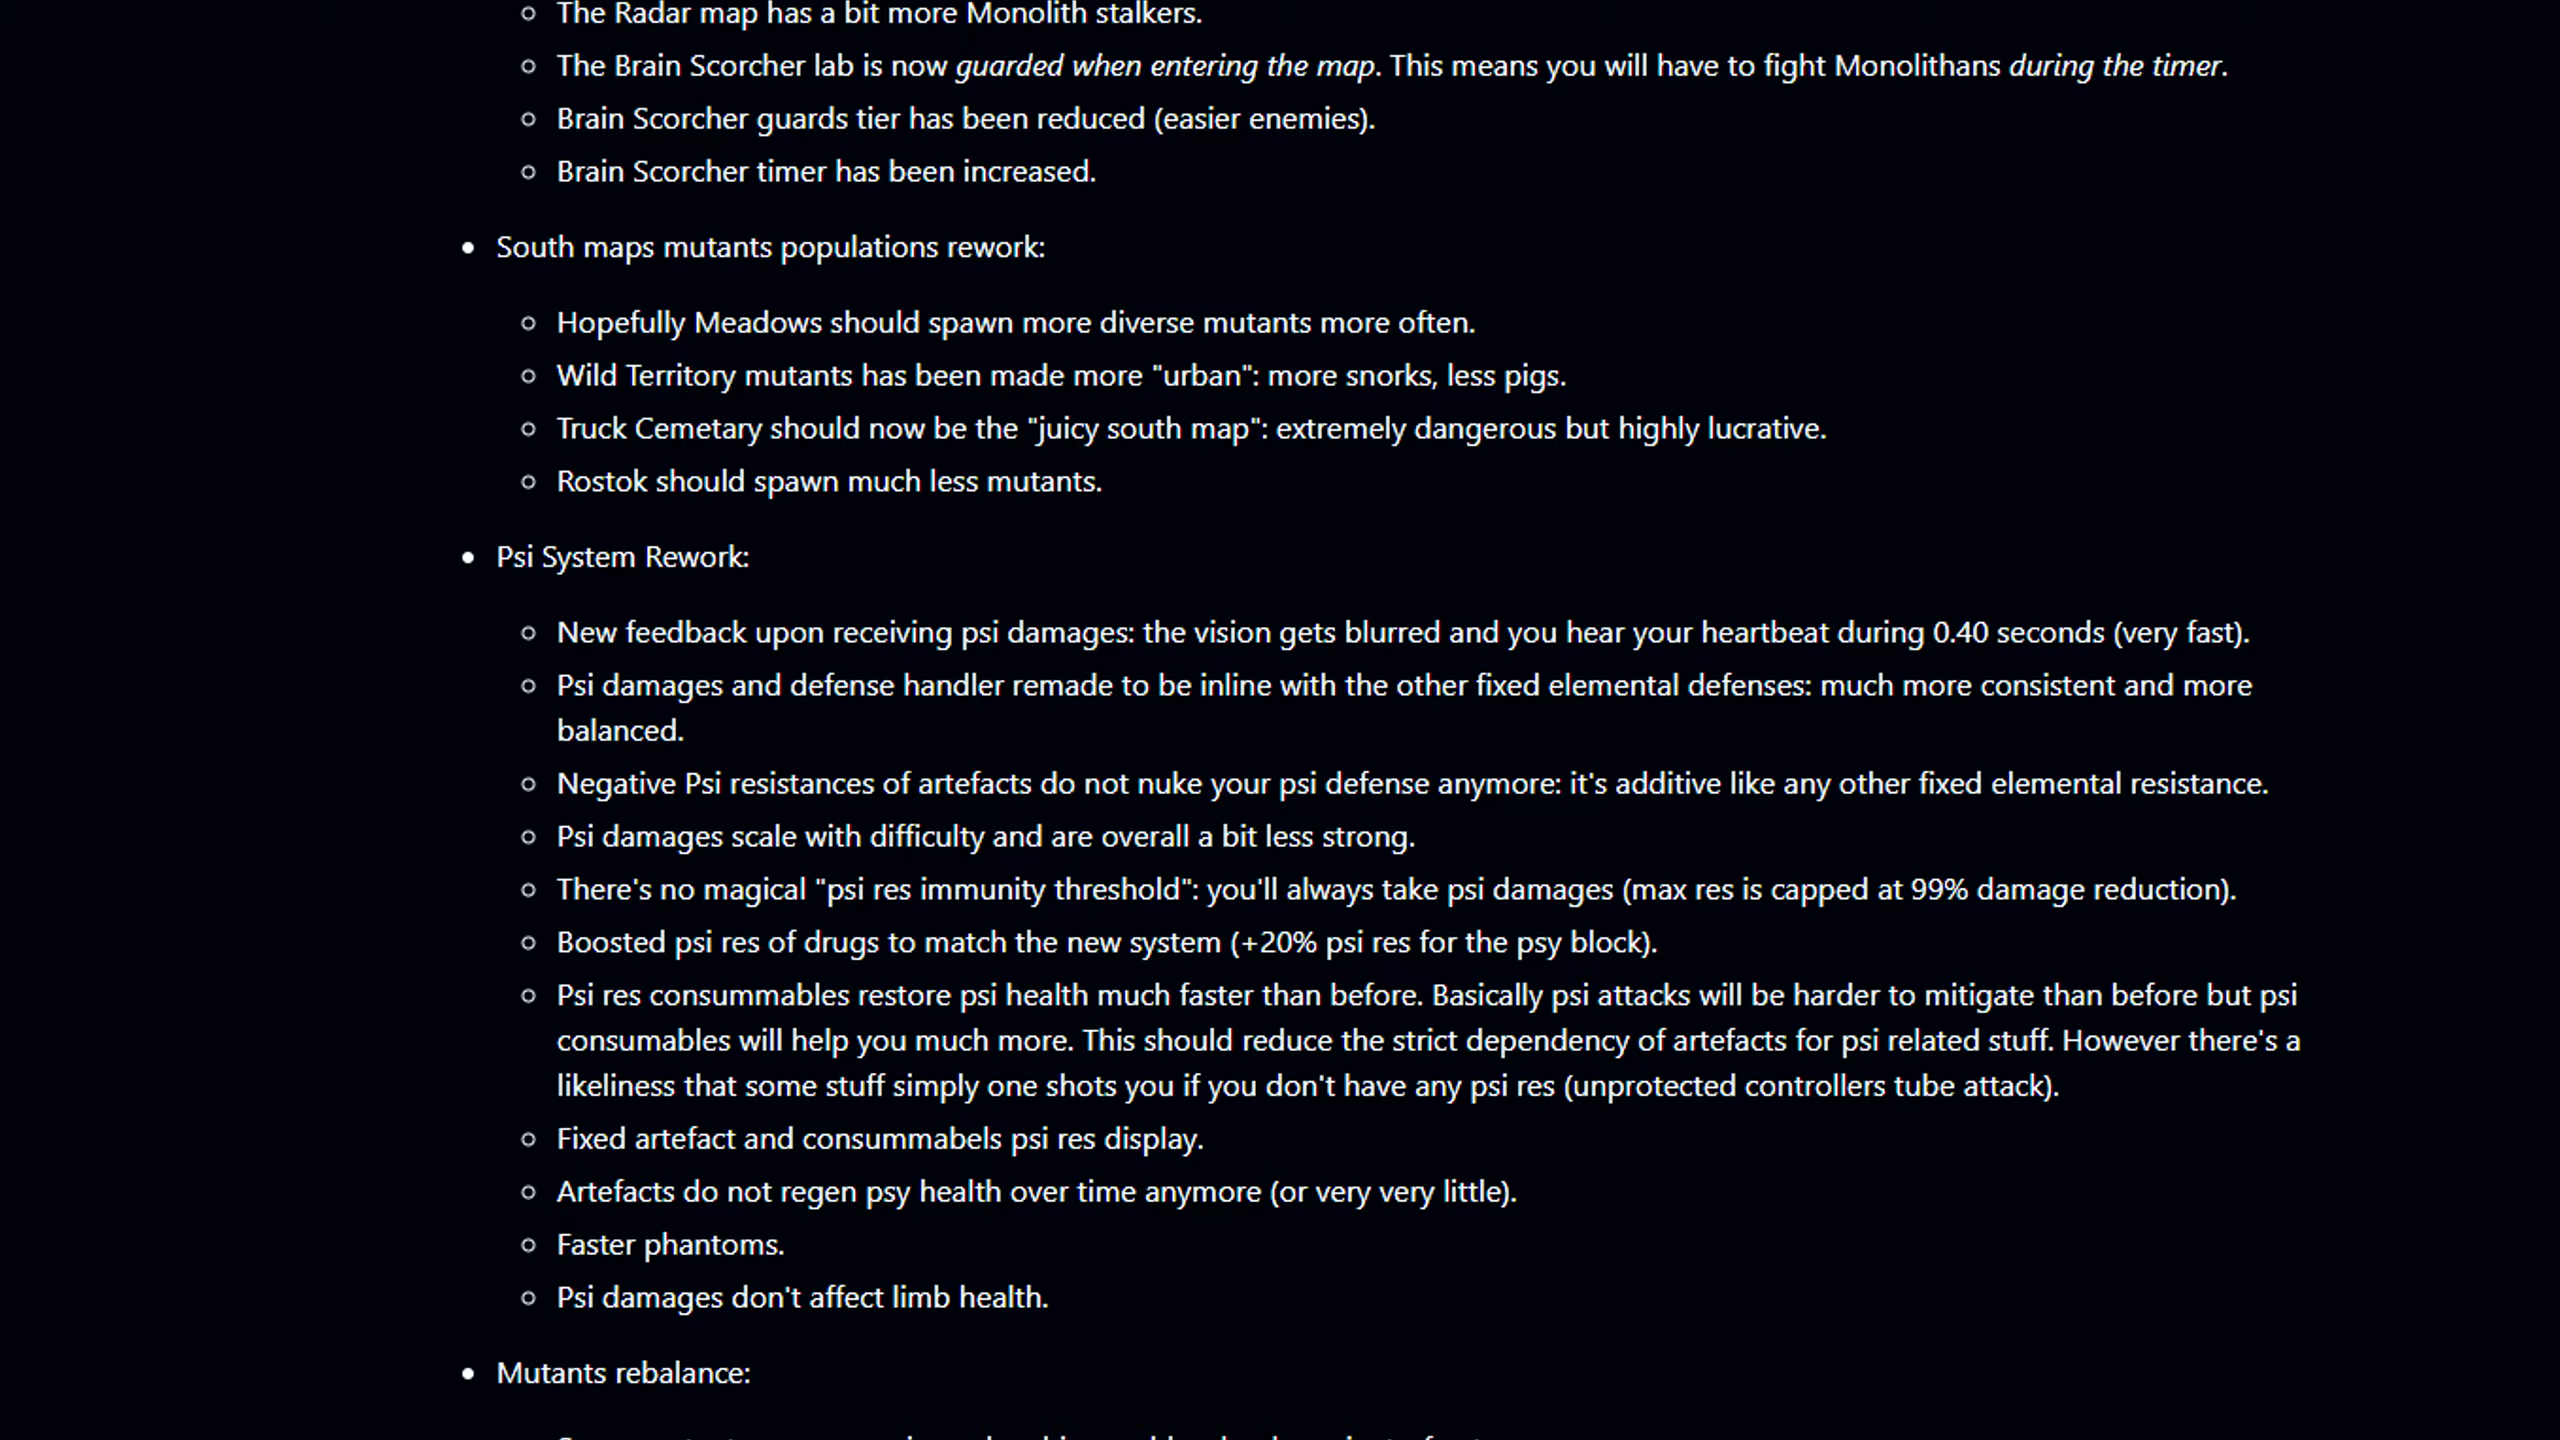 The Radar map has a bit more Monolith stalkers.
The Brain Scorcher lab is now guarded when entering the map. This means you will have to fight Monolithans during the timer.
Brain Scorcher guards tier has been reduced (easier enemies).
Brain Scorcher timer has been increased.
South maps mutants populations rework:
Hopefully Meadows should spawn more diverse mutants more often.
Wild Territory mutants has been made more "urban": more snorks, less pigs.
Truck Cemetary should now be the "juicy south map": extremely dangerous but highly lucrative.
Rostok should spawn much less mutants.
Psi System Rework:
New feedback upon receiving psi damages: the vision gets blurred and you hear your heartbeat during 0.40 seconds (very fast).
Psi damages and defense handler remade to be inline with the other fixed elemental defenses: much more consistent and more
balanced.
Negative Psi resistances of artefacts do not nuke your psi defense anymore: it's additive like any other fixed elemental resistance.
Psi damages scale with difficulty and are overall a bit less strong.
There's no magical "psi res immunity threshold": you'll always take psi damages (max res is capped at 99% damage reduction).
Boosted psi res of drugs to match the new system (+20% psi res for the psy block).
Psi res consummables restore psi health much faster than before. Basically psi attacks will be harder to mitigate than before but psi
consumables will help you much more. This should reduce the strict dependency of artefacts for psi related stuff. However there's a
likeliness that some stuff simply one shots you if you don't have any psi res (unprotected controllers tube attack).
Fixed artefact and consummabels psi res display.
Artefacts do not regen psy health over time anymore (or very very little).
Faster phantoms.
Psi damages don't affect limb health.
Mutants rebalance: